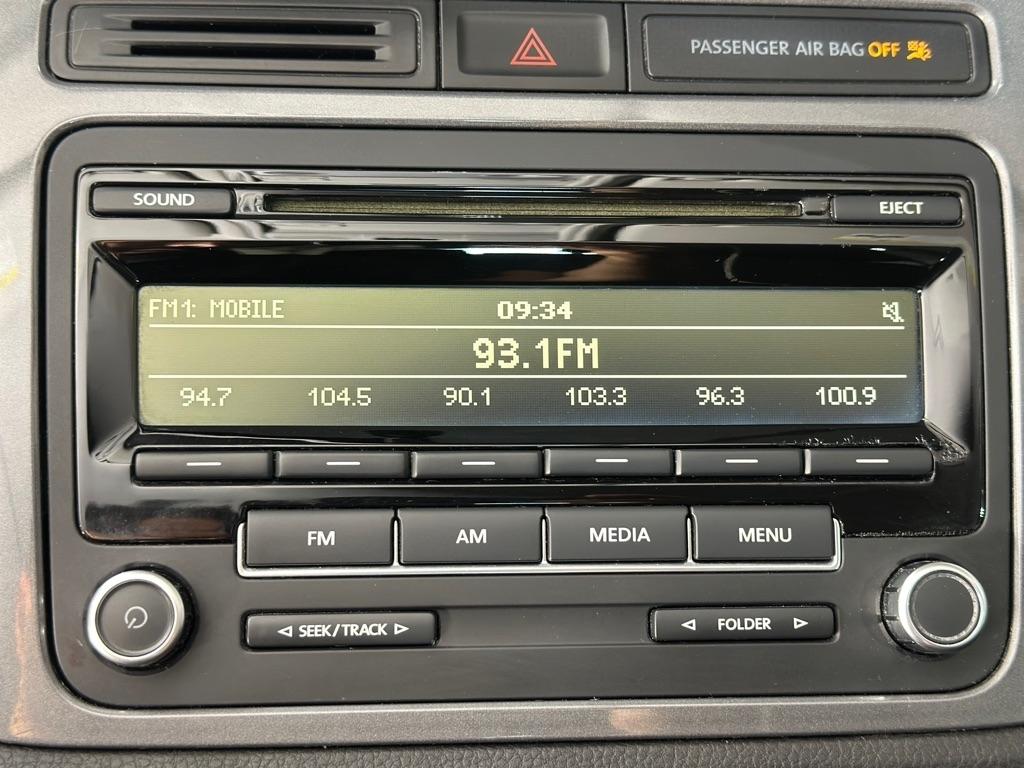 PASSENGER AIR BAG OFF
SOUND
EJECT
FM1: MOBILE 09:34
93.1FM
94.7 104.5 90.1 103.3 96.3 100.9
FM AM MEDIA MENU
SEEK/TRACK FOLDER